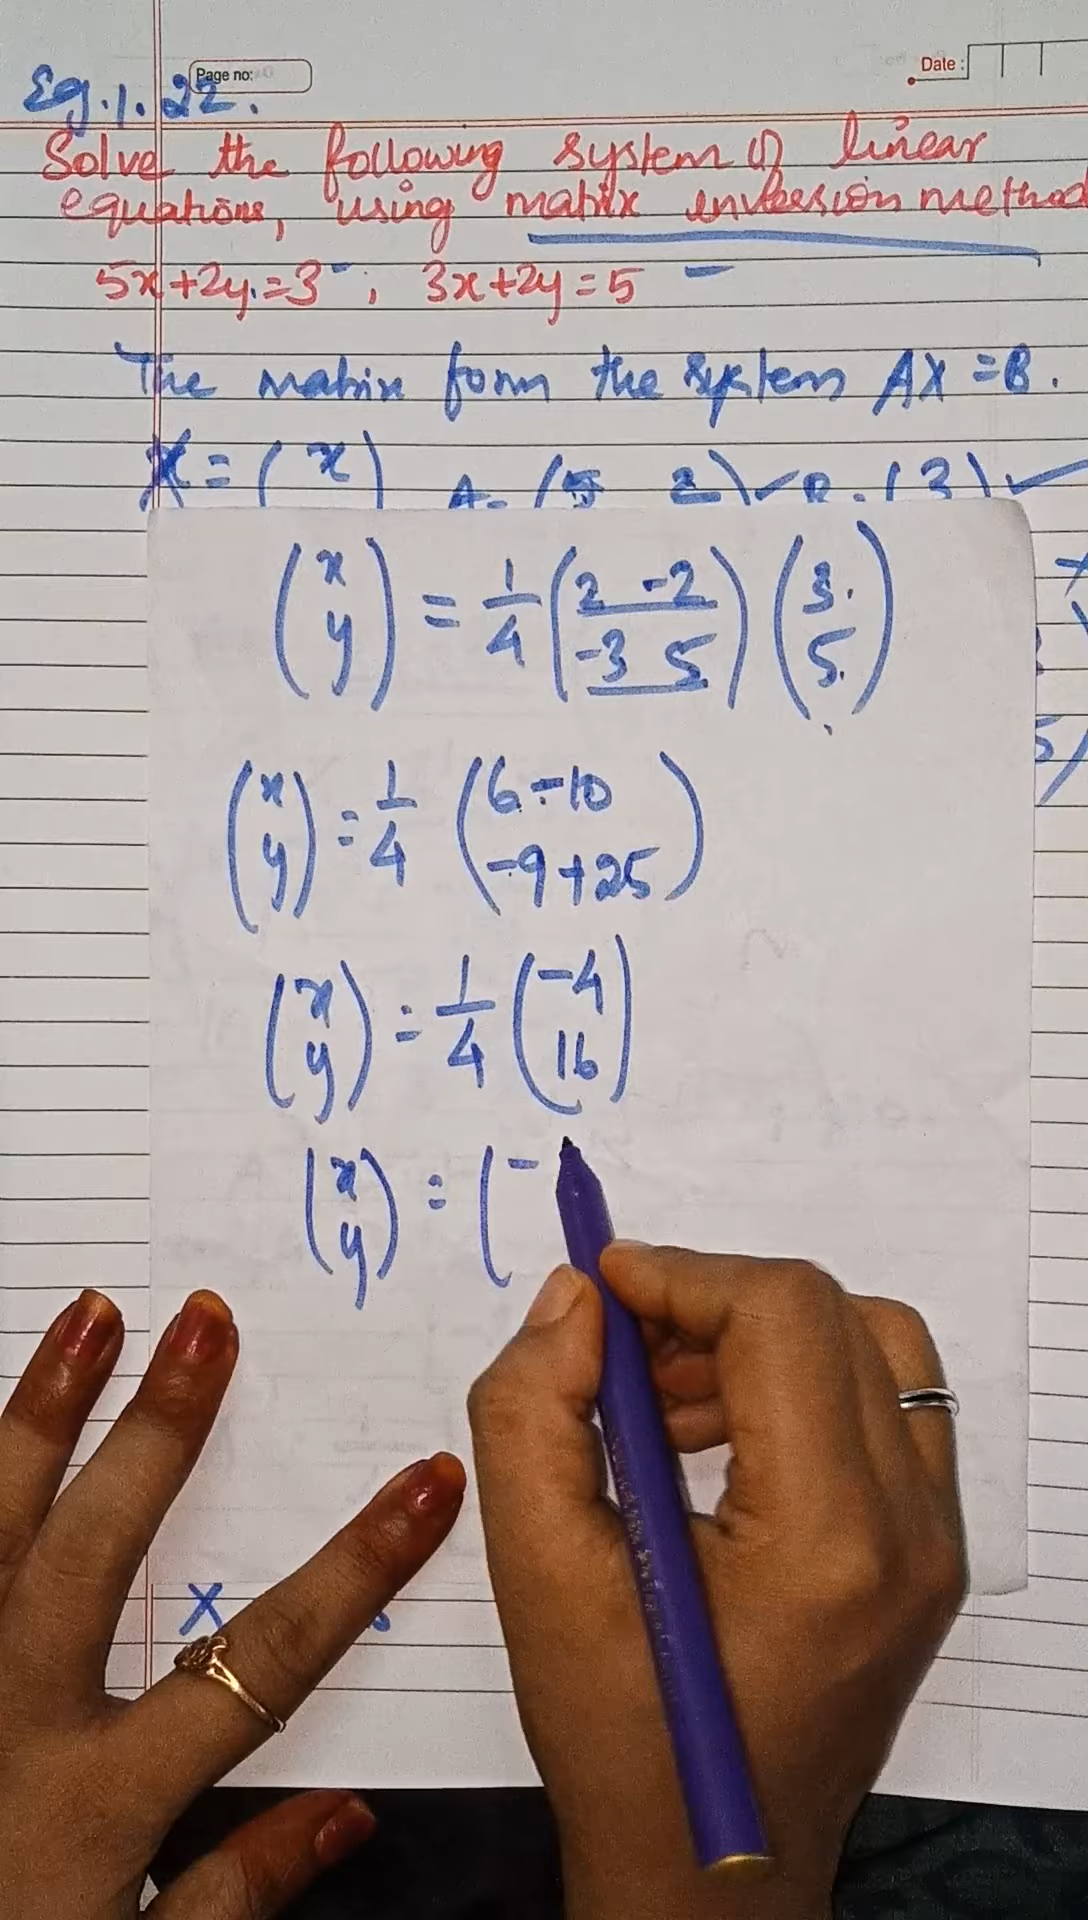 Page no:
Date :
Eg.1.22.
Solve the following system of linear
equations, using matrix inversion method
5x+2y=3 ; 3x+2y=5
The matrix form the system AX=B.
X = ( x )
( x y ) = 1/4 ( 2 -2 -3 5 ) ( 3 5 )
( x y ) = 1/4 ( 6-10 -9+25 )
( x y ) = 1/4 ( -4 16 )
( x y ) = ( -
X